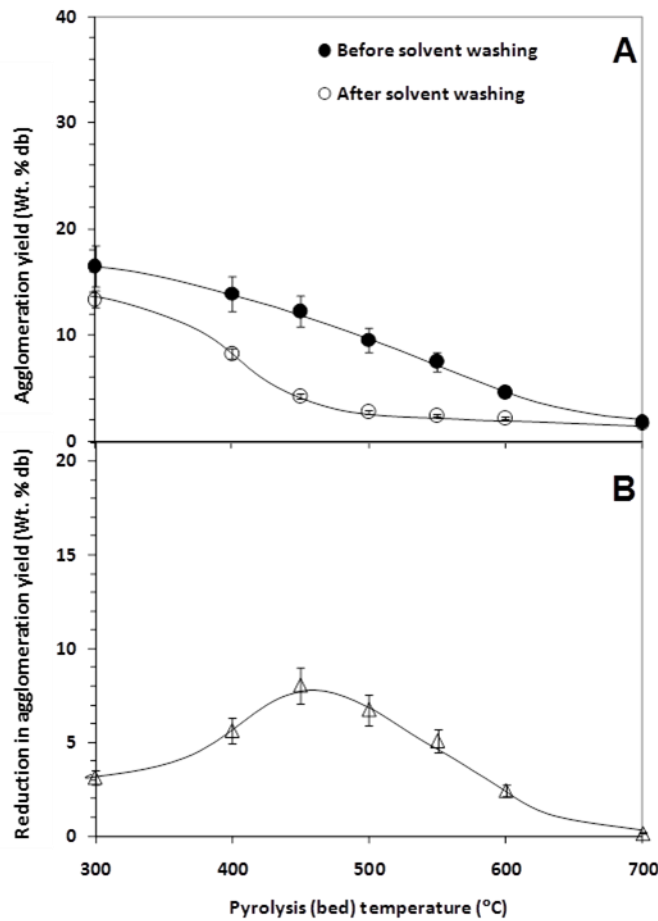 40
30
20
10
0
Agglomeration yield (Wt. % db)
Before solvent washing
After solvent washing
A
20
15
10
5
0
Reduction in agglomeration yield (Wt. % db)
B
300 400 500 600 700
Pyrolysis (bed) temperature (°C)